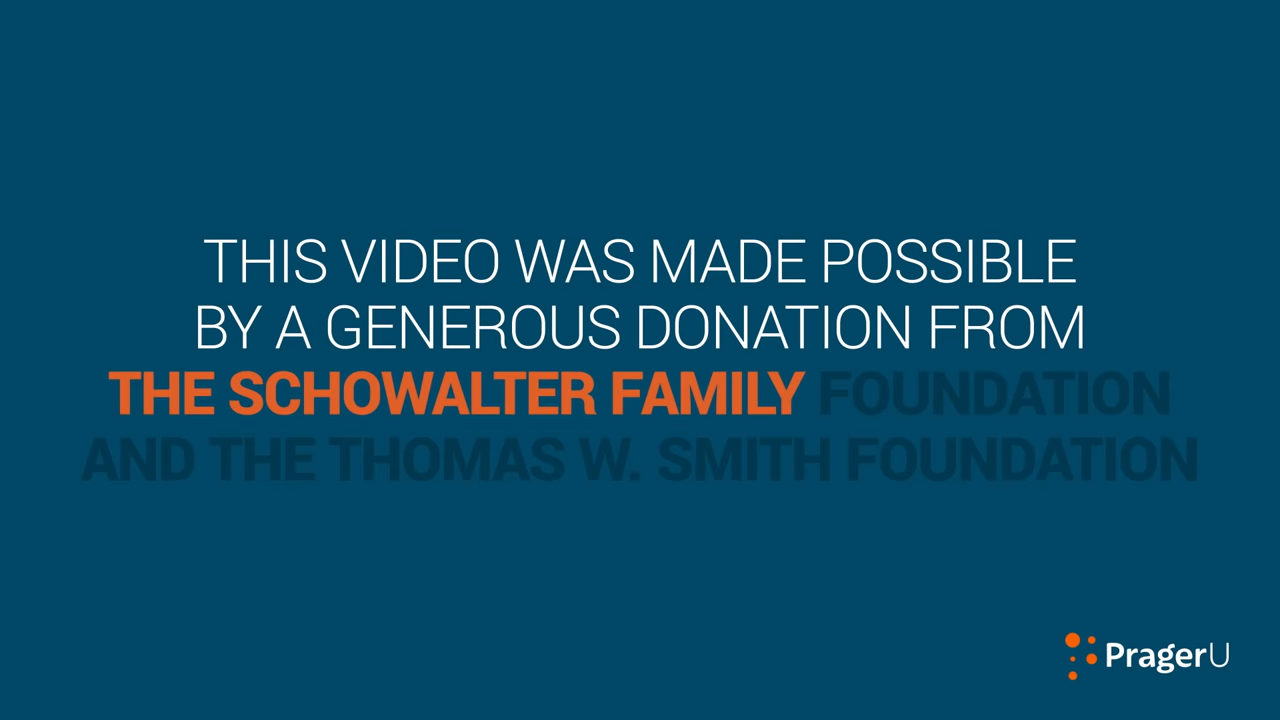 THIS VIDEO WAS MADE POSSIBLE
BY A GENEROUS DONATION FROM
THE SCHOWALTER FAMILY FOUNDATION
AND THE THOMAS W. SMITH FOUNDATION
PragerU